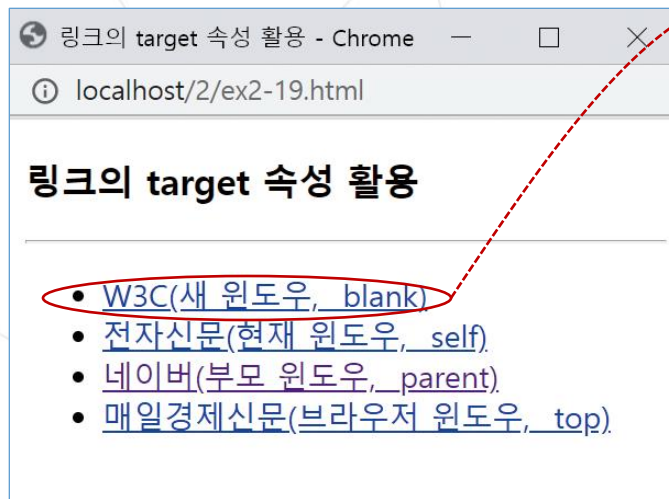 링크의 target 속성 활용 - Chrome
localhost/2/ex2-19.html
링크의 target 속성 활용
W3C(새 윈도우, _blank)
전자신문(현재 윈도우, _self)
네이버(부모 윈도우, _parent)
매일경제신문(브라우저 윈도우, _top)